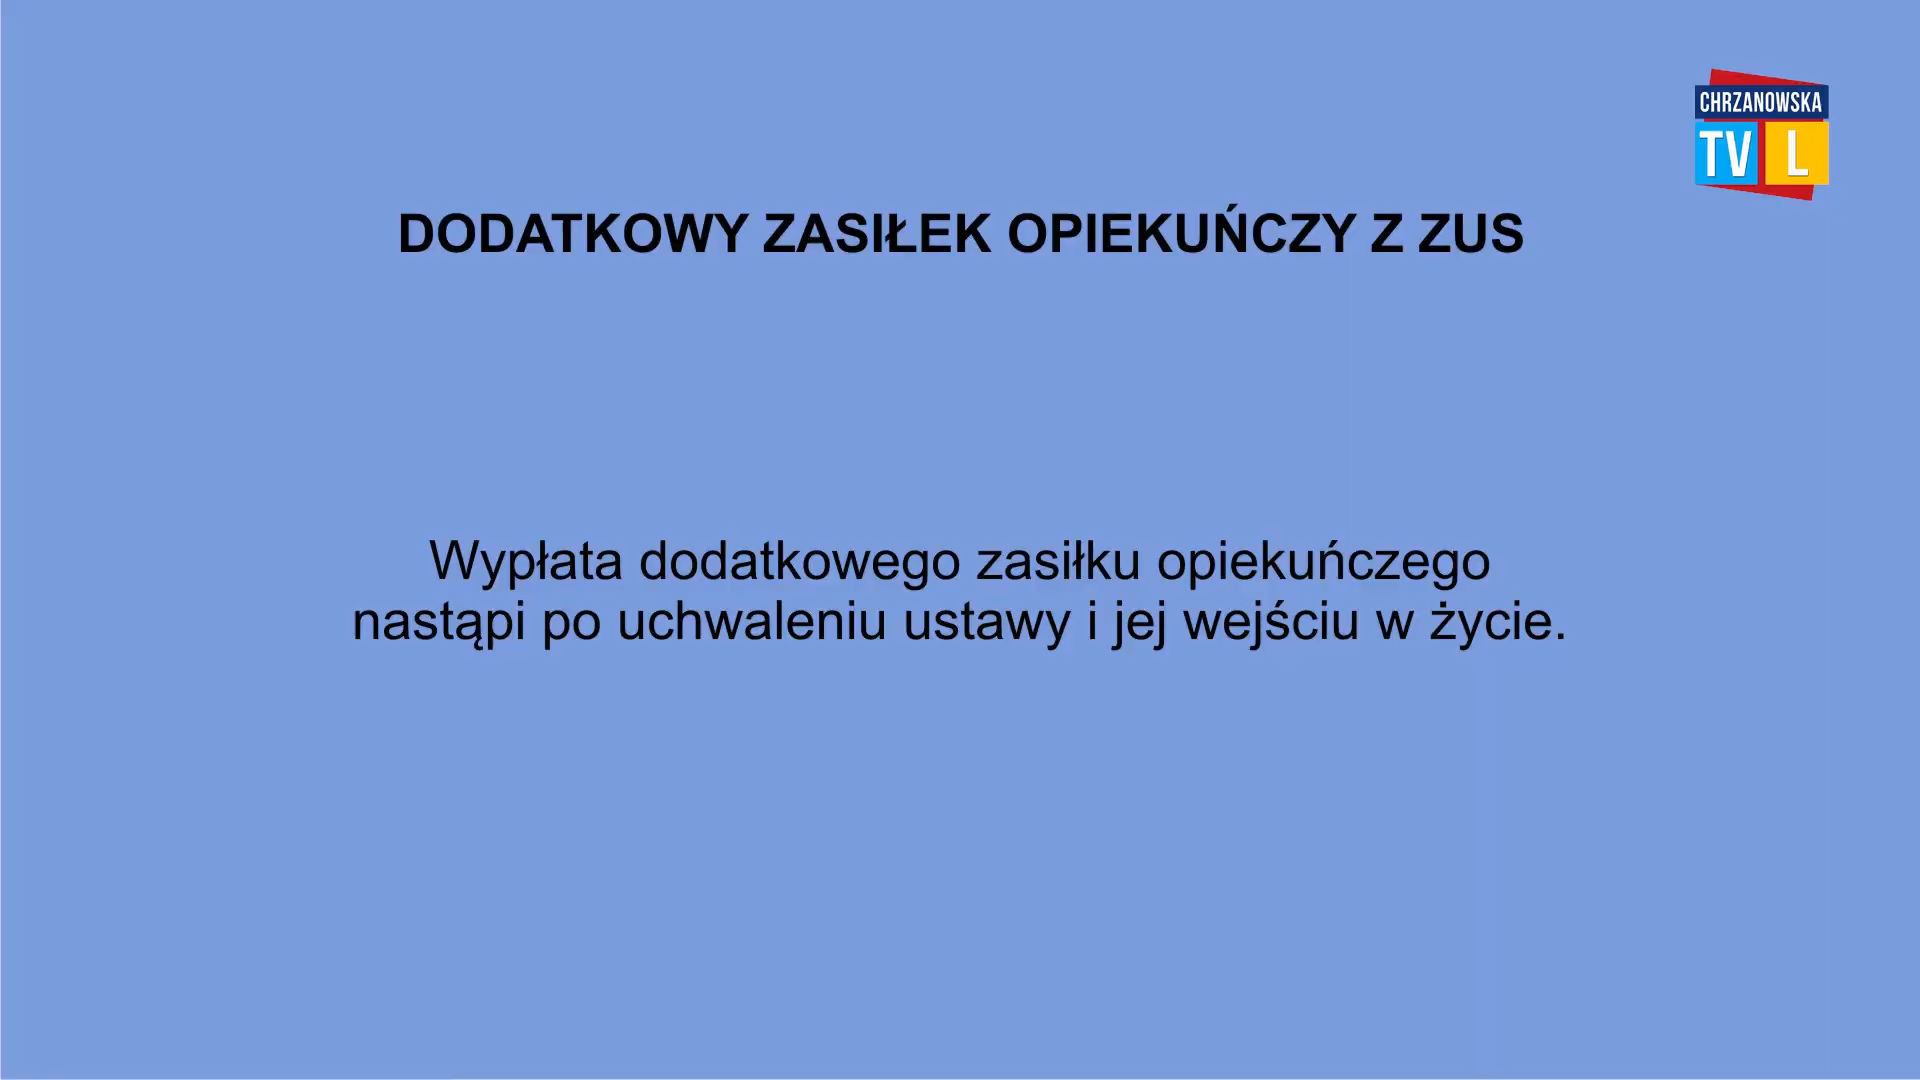 CHRZANOWSKA
TV L
DODATKOWY ZASIŁEK OPIEKUŃCZY Z ZUS
Wypłata dodatkowego zasiłku opiekuńczego
nastąpi po uchwaleniu ustawy i jej wejściu w życie.